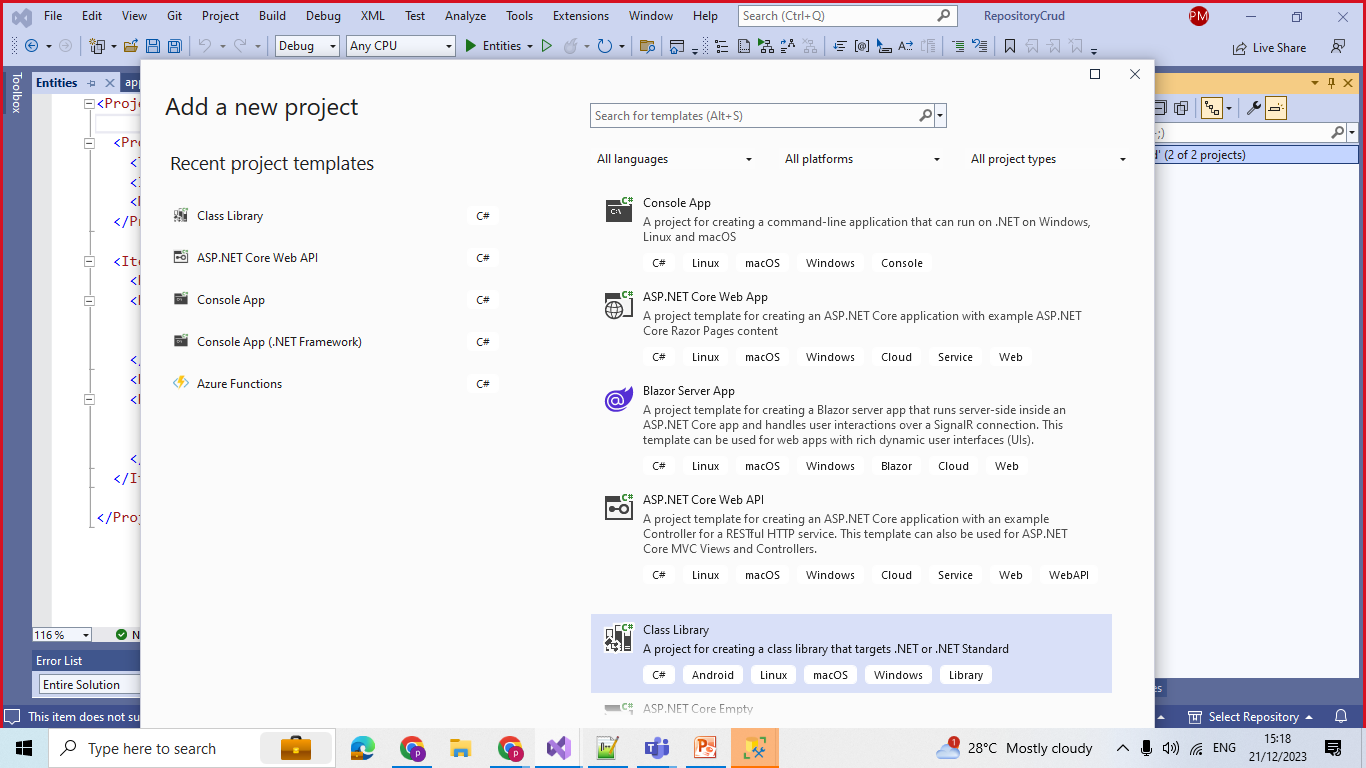 File Edit View Git Project Build Debug XML Test Analyze Tools Extensions Window Help Search (Ctrl+Q) RepositoryCrud PM
Debug Any CPU Entities Live Share
Toolbox
Entities app
<Proje
<Pro
</Pr
<Ite
</It
</Proj
Add a new project
Search for templates (Alt+S)
Recent project templates
All languages All platforms All project types
Class Library C#
ASP.NET Core Web API C#
Console App C#
Console App (.NET Framework) C#
Azure Functions C#
Console App
A project for creating a command-line application that can run on .NET on Windows,
Linux and macOS
C# Linux macOS Windows Console
ASP.NET Core Web App
A project template for creating an ASP.NET Core application with example ASP.NET
Core Razor Pages content
C# Linux macOS Windows Cloud Service Web
Blazor Server App
A project template for creating a Blazor server app that runs server-side inside an
ASP.NET Core app and handles user interactions over a SignalR connection. This
template can be used for web apps with rich dynamic user interfaces (UIs).
C# Linux macOS Windows Blazor Cloud Web
ASP.NET Core Web API
A project template for creating an ASP.NET Core application with an example
Controller for a RESTful HTTP service. This template can also be used for ASP.NET
Core MVC Views and Controllers.
C# Linux macOS Windows Cloud Service Web WebAPI
Class Library
A project for creating a class library that targets .NET or .NET Standard
C# Android Linux macOS Windows Library
ASP.NET Core Empty
-;)
d' (2 of 2 projects)
116 % N
Error List
Entire Solution
es
This item does not su Select Repository
Type here to search
1 28°C Mostly cloudy ENG 15:18
21/12/2023